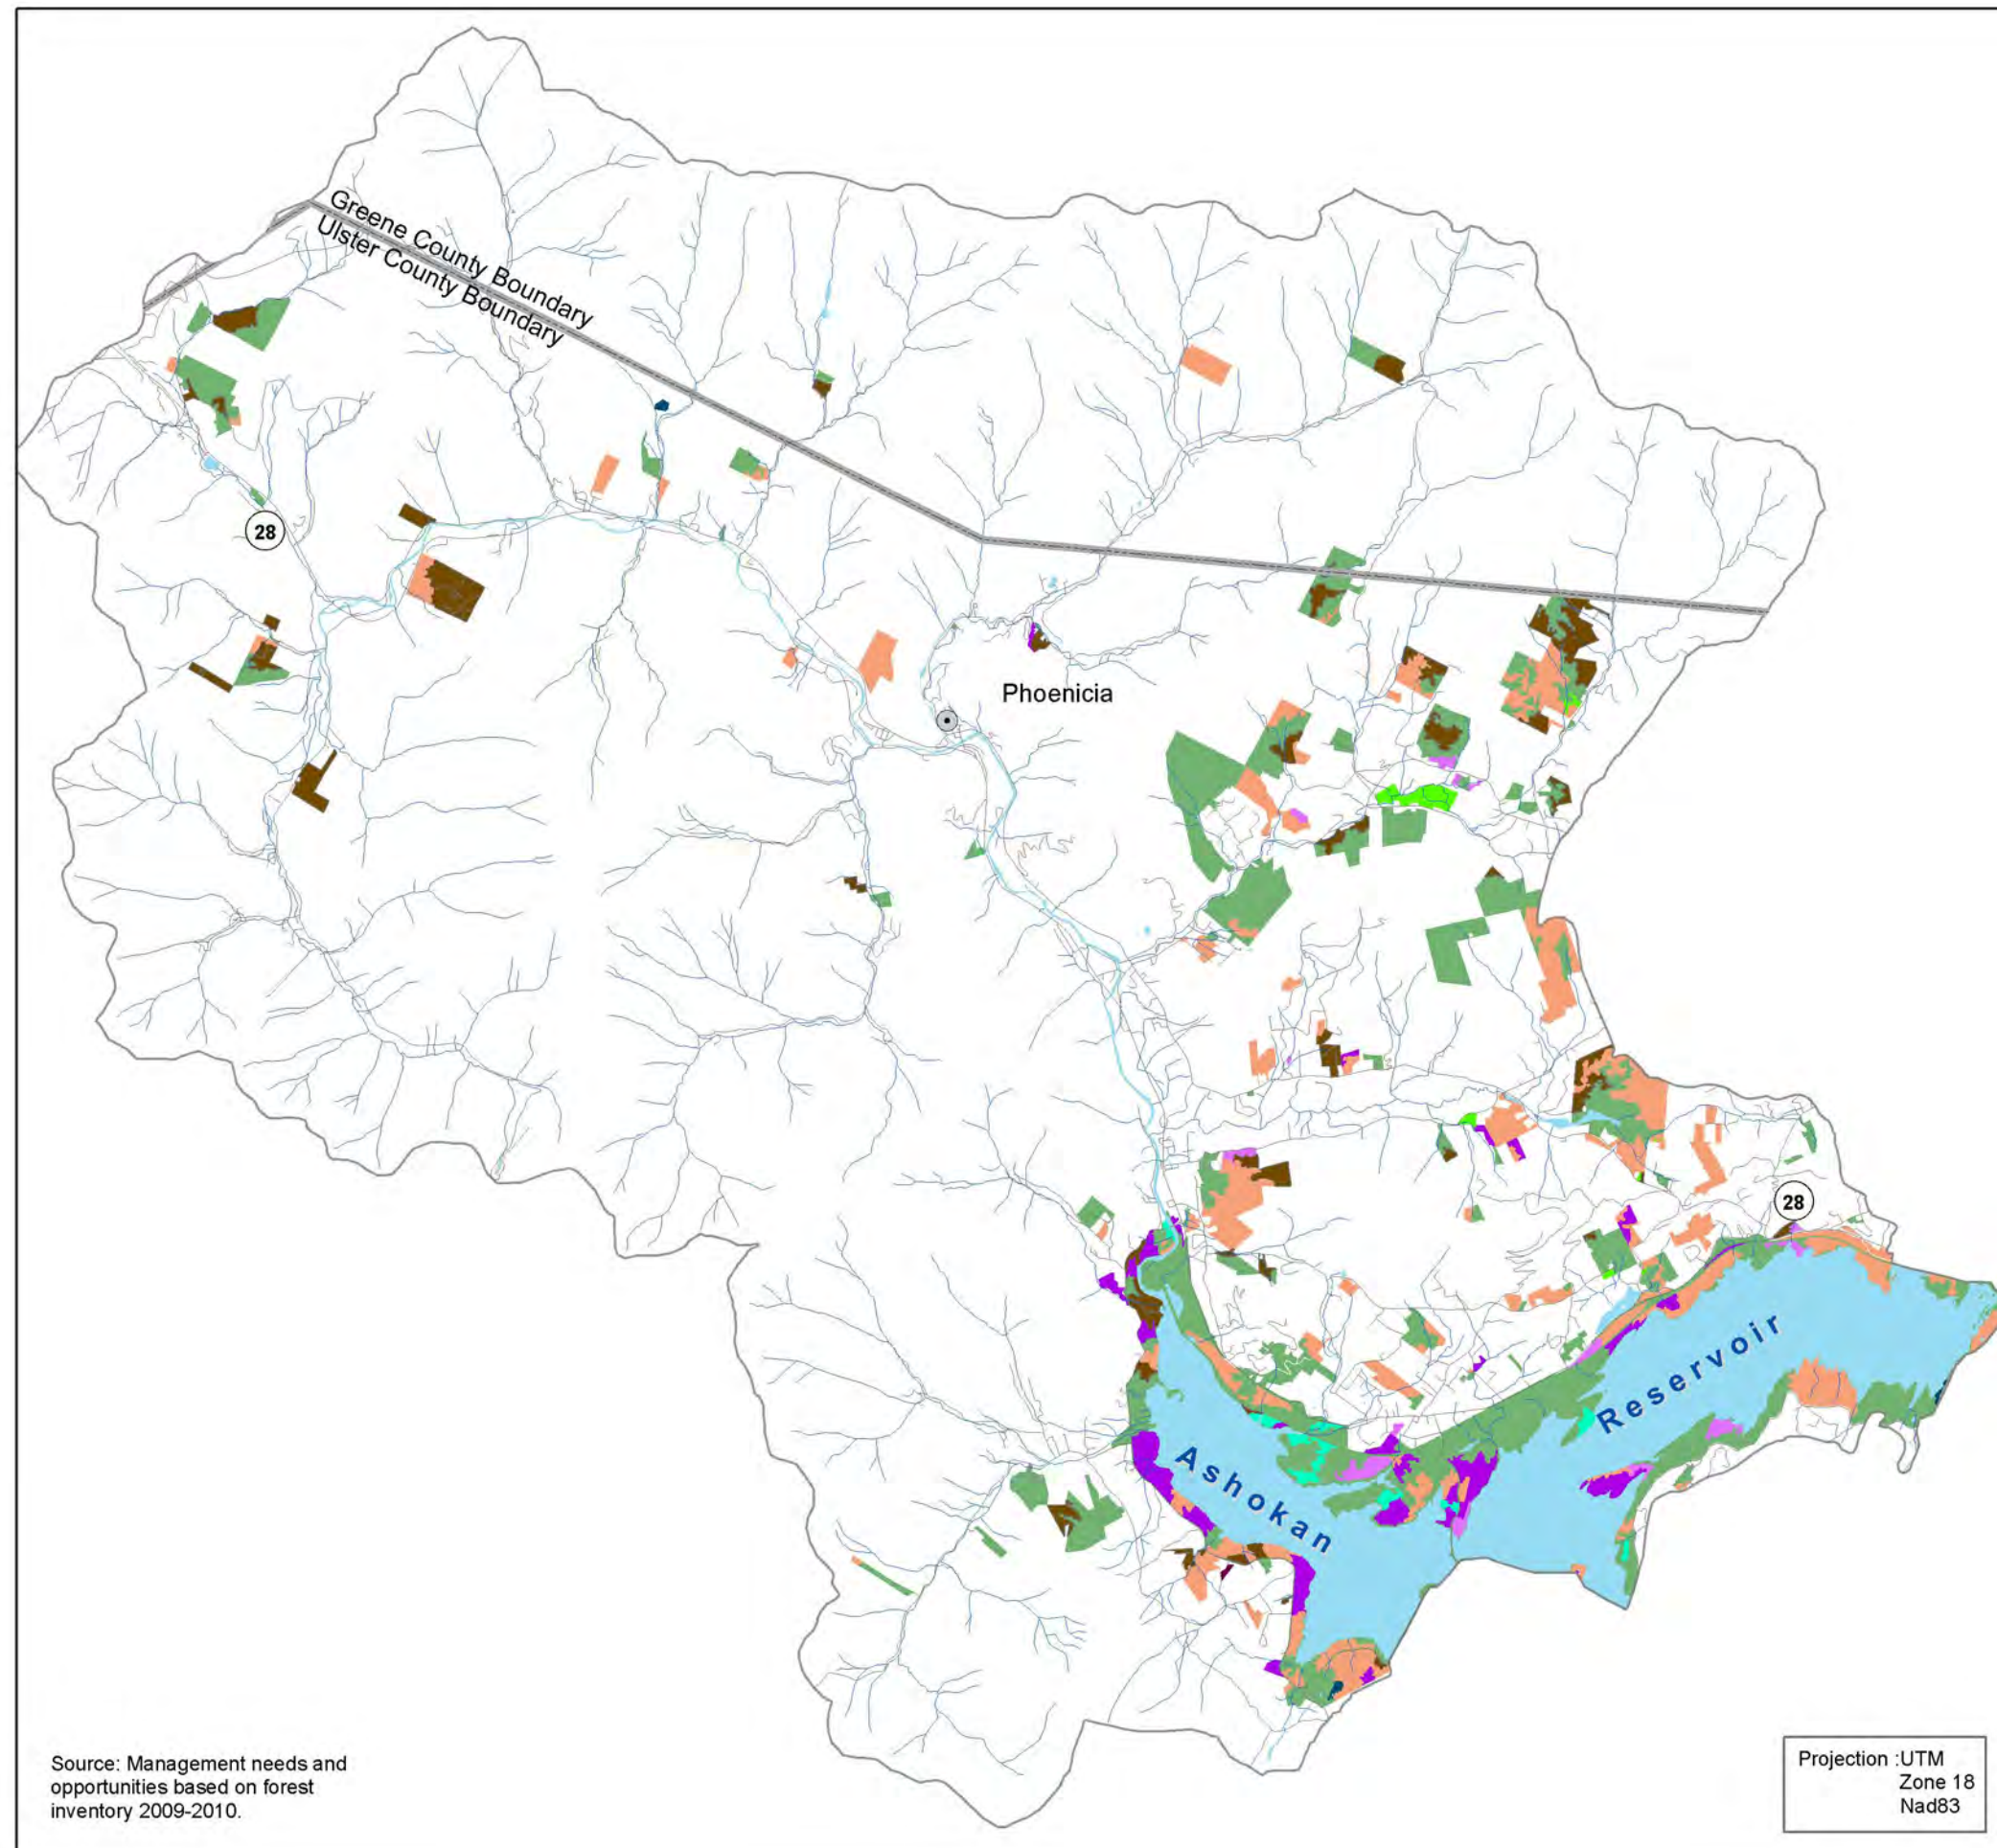 Greene County Boundary
Ulster County Boundary
28
Phoenicia
28
Reservoir
Ashokan
Source: Management needs and
opportunities based on forest
inventory 2009-2010.
Projection :UTM
Zone 18
Nad83